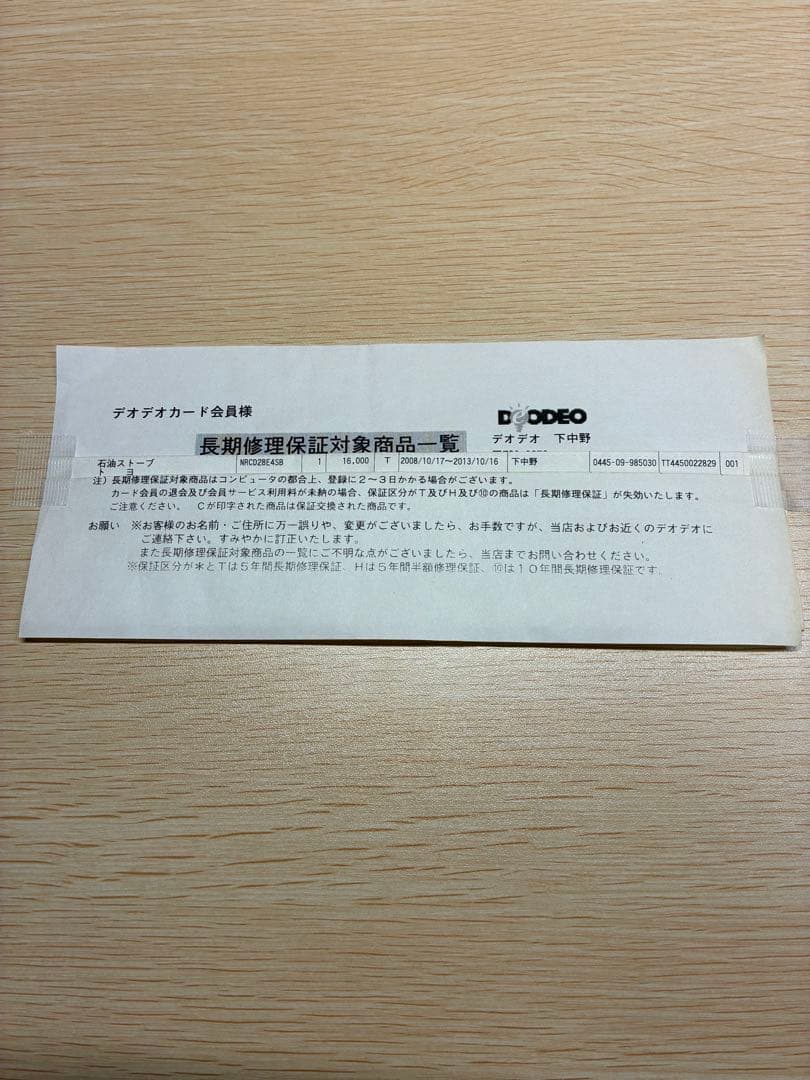 デオデオカード会員様
DeODEO
長期修理保証対象商品一覧
デオデオ 下中野
石油ストーブ NRCD28E4SB 1 16,000 T 2008/10/17～2013/10/16 下中野 0445-09-985030 TT4450022829 001
ト ヨ
注）長期修理保証対象商品はコンピュータの都合上、登録に２～３日かかる場合がございます。
カード会員の退会及び会員サービス利用料が未納の場合、保証区分がＴ及びＨ及び⑩の商品は「長期修理保証」が失効いたします。
ご注意ください。 Ｃが印字された商品は保証交換された商品です。
お願い ※お客様のお名前・ご住所に万一誤りや、変更がございましたら、お手数ですが、当店およびお近くのデオデオに
ご連絡下さい。すみやかに訂正いたします。
また長期修理保証対象商品の一覧にご不明な点がございましたら、当店までお問い合わせください。
※保証区分が＊とＴは５年間長期修理保証、Ｈは５年間半額修理保証、⑩は１０年間長期修理保証です。